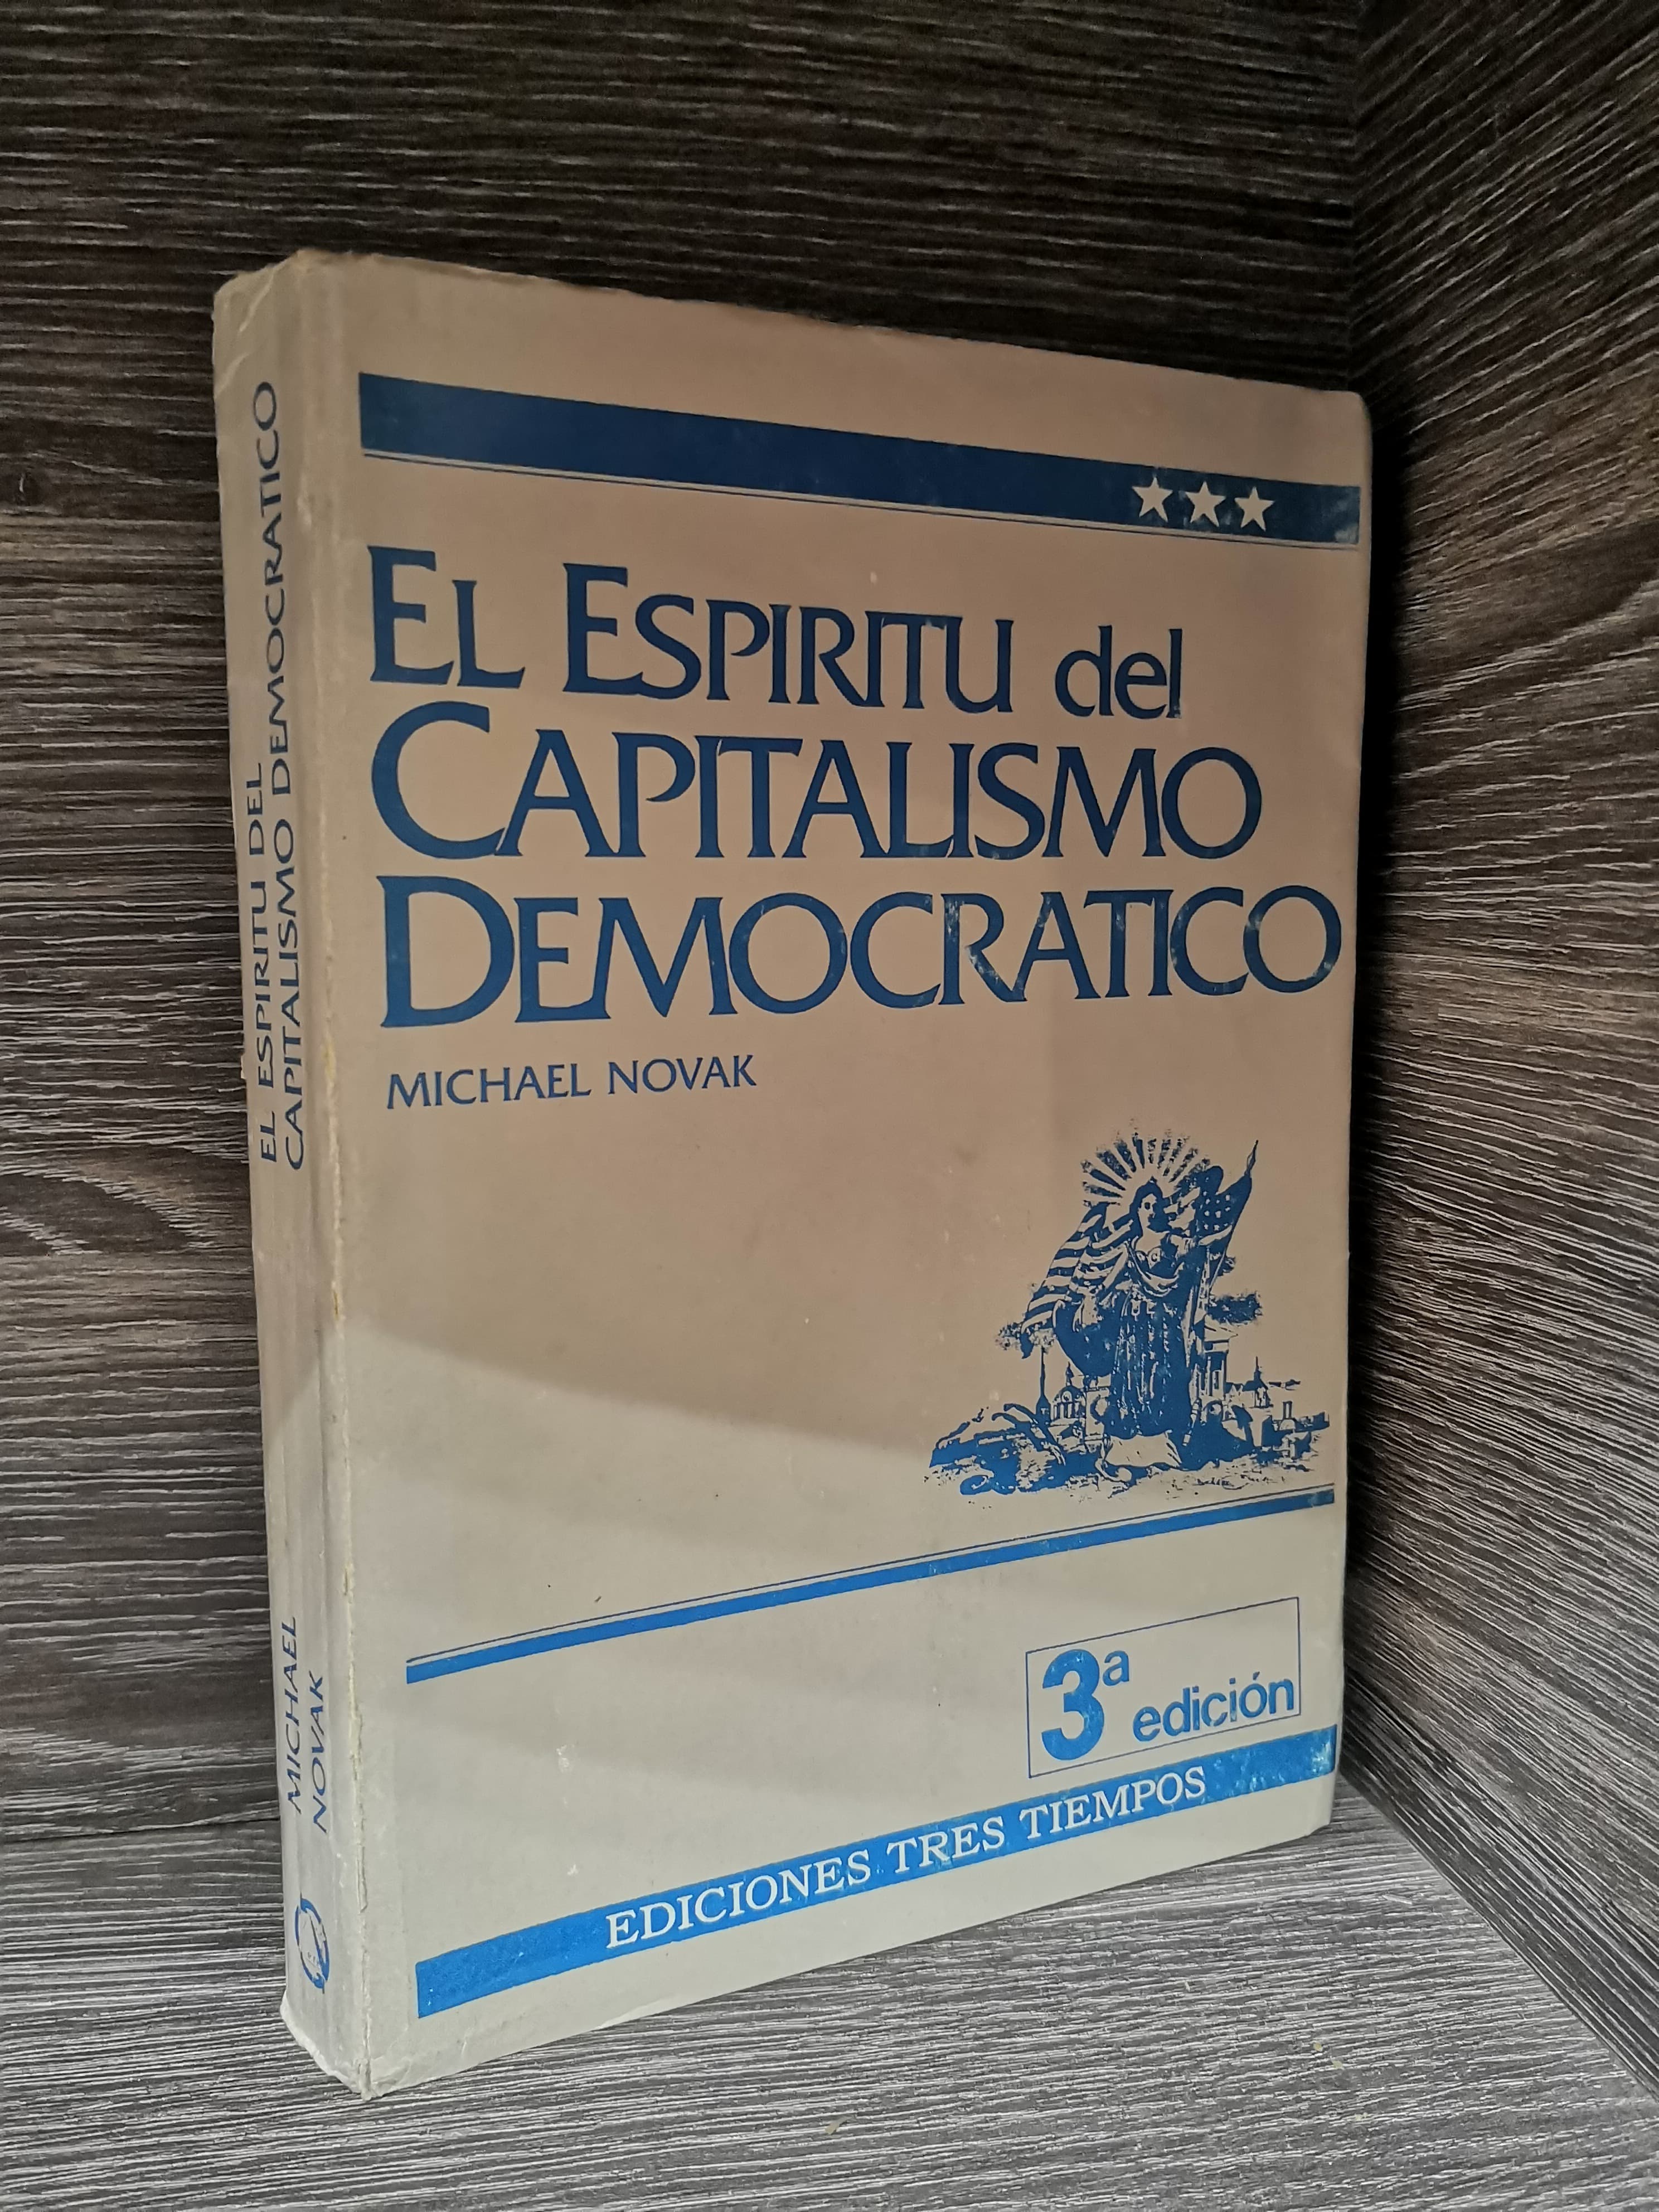 EL ESPIRITU del
CAPITALISMO
DEMOCRATICO
MICHAEL NOVAK
3ª edición
EDICIONES TRES TIEMPOS
EL ESPIRITU DEL
CAPITALISMO DEMOCRATICO
MICHAEL
NOVAK